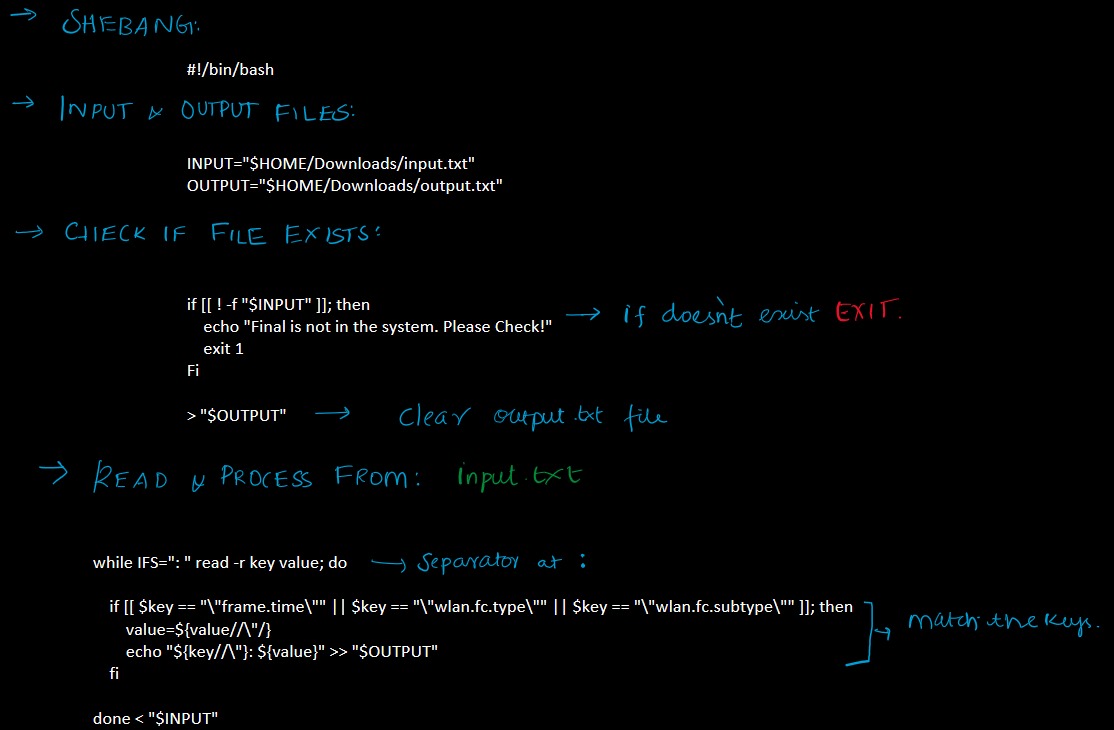 → SHEBANG:
#!/bin/bash
→ INPUT & OUTPUT FILES:
INPUT="$HOME/Downloads/input.txt"
OUTPUT="$HOME/Downloads/output.txt"
→ CHECK IF FILE EXISTS:
if [[ ! -f "$INPUT" ]]; then
echo "Final is not in the system. Please Check!" → if doesn't exist EXIT.
exit 1
Fi
> "$OUTPUT" → Clear output.txt file
→ READ & PROCESS FROM: input.txt
while IFS=": " read -r key value; do → Separator at :
if [[ $key == "\"frame.time\"" || $key == "\"wlan.fc.type\"" || $key == "\"wlan.fc.subtype\"" ]]; then
value=${value//\"/} → Match the keys.
echo "${key//\"}: ${value}" >> "$OUTPUT"
fi
done < "$INPUT"